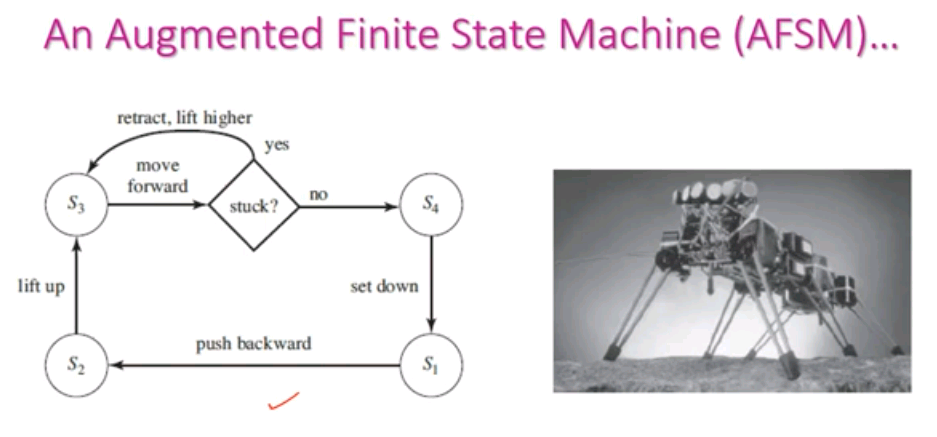 An Augmented Finite State Machine (AFSM)...
retract, lift higher
yes
move
forward
S3
stuck?
no
S4
lift up
set down
push backward
S2
S1